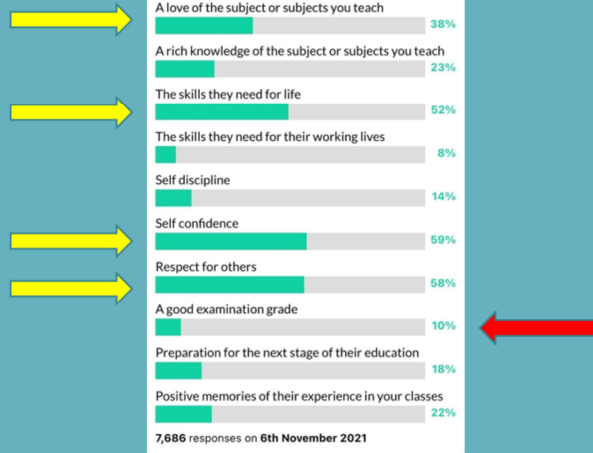 A love of the subject or subjects you teach
38%
A rich knowledge of the subject or subjects you teach
23%
The skills they need for life
52%
The skills they need for their working lives
8%
Self discipline
14%
Self confidence
59%
Respect for others
58%
A good examination grade
10%
Preparation for the next stage of their education
18%
Positive memories of their experience in your classes
22%
7,686 responses on 6th November 2021